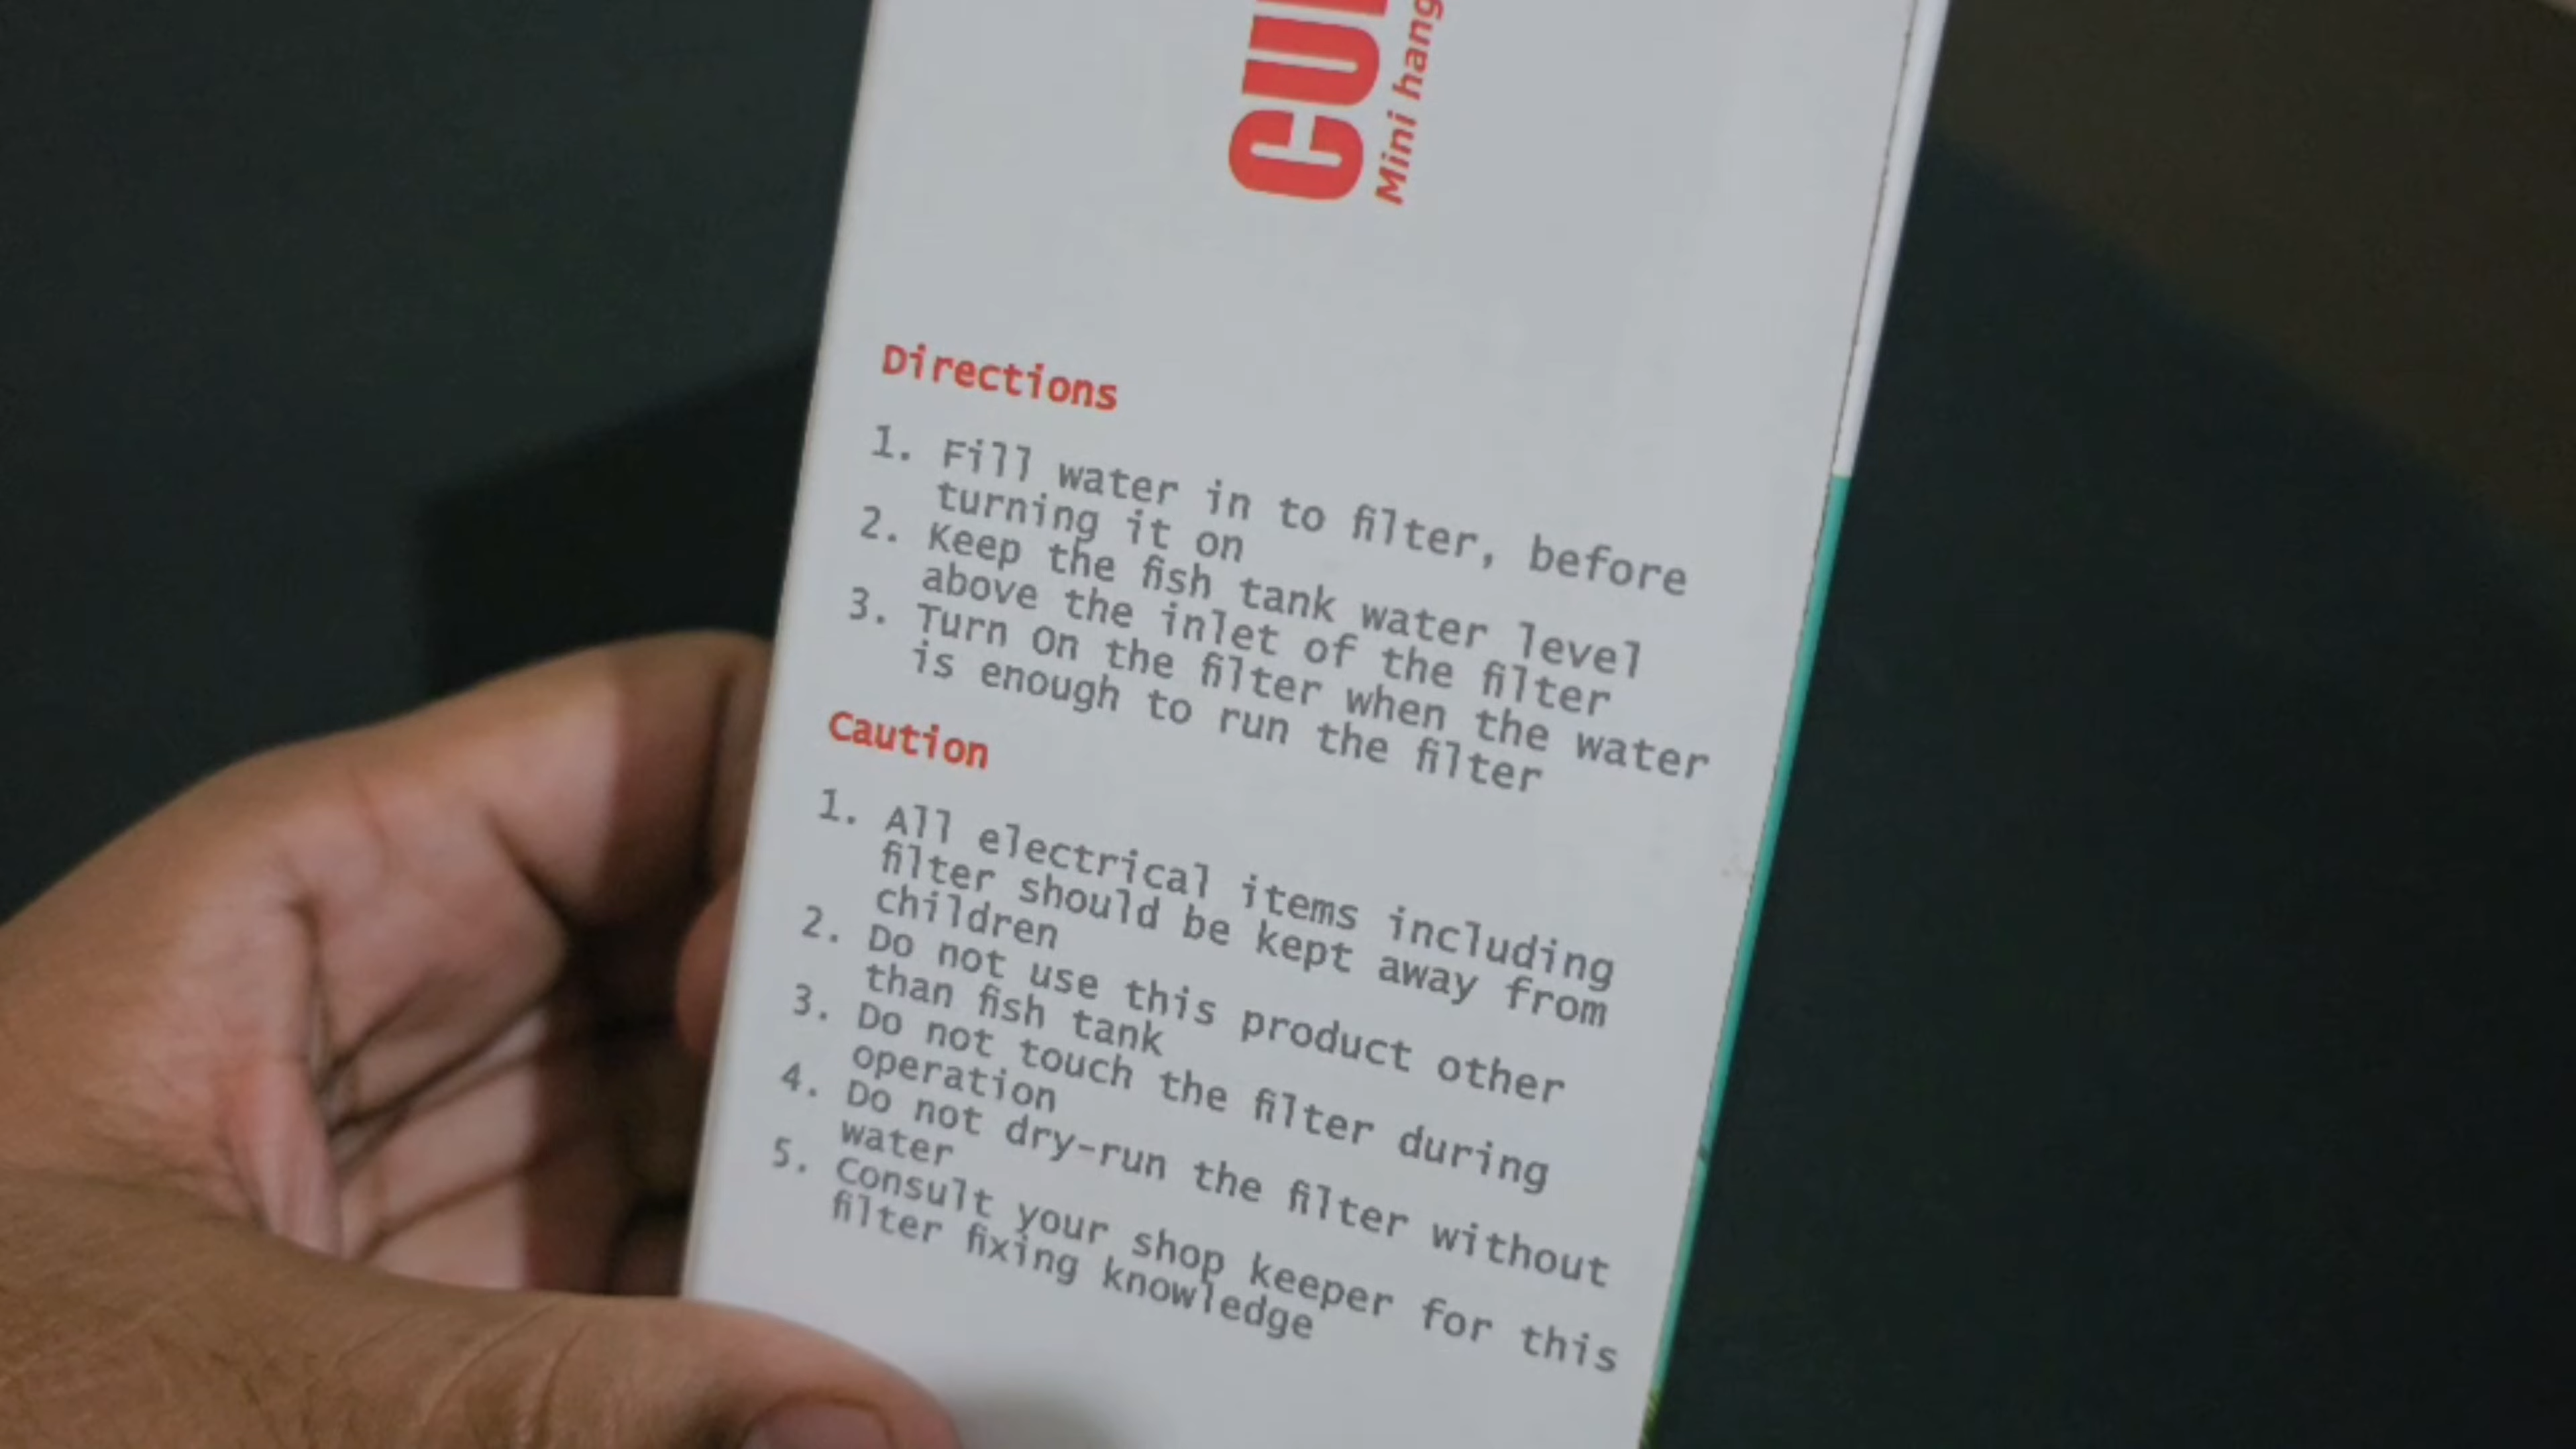 Mini hang
Directions
1. Fill water in to filter, before
turning it on
2. Keep the fish tank water level
above the inlet of the filter
3. Turn on the filter when the water
is enough to run the filter
Caution
1. All electrical items including
filter should be kept away from
children
2. Do not use this product other
than fish tank
3. Do not touch the filter during
operation
4. Do not dry-run the filter without
water
5. Consult your shop keeper for this
filter fixing knowledge